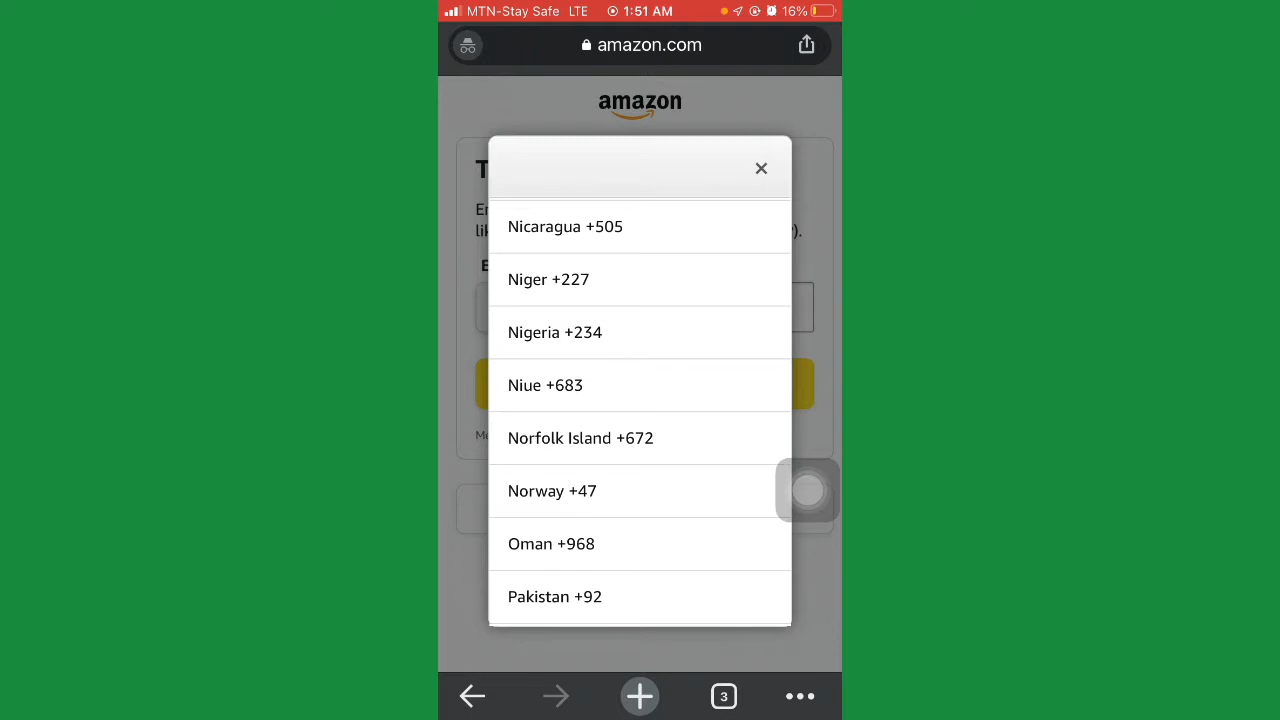 MTN-Stay Safe LTE 1:51 AM 16%
amazon.com
amazon
Nicaragua +505
Niger +227
Nigeria +234
Niue +683
Norfolk Island +672
Norway +47
Oman +968
Pakistan +92
3